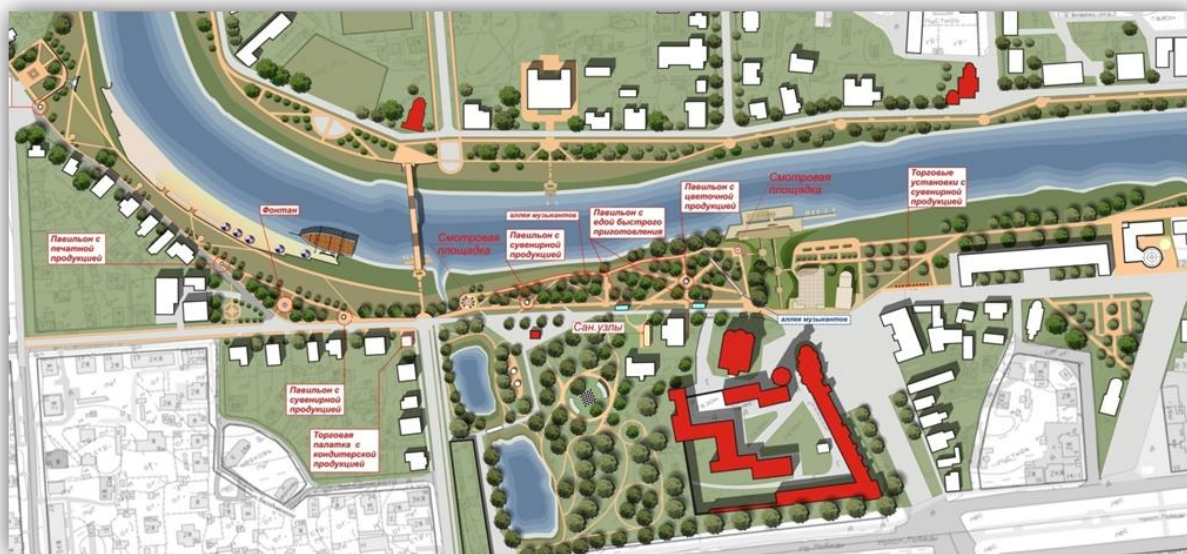 Смотровая
площадка
Торговые
установки с
сувенирной
продукцией
Павильон с
цветочной
продукцией
Фонтан
аллея музыкантов
Павильон с
едой быстрого
приготовления
Павильон с
печатной
продукцией
Смотровая
площадка
Павильон с
сувенирной
продукцией
аллея музыкантов
Сан.узлы
Павильон с
сувенирной
продукцией
Торговая
палатка с
кондитерской
продукцией